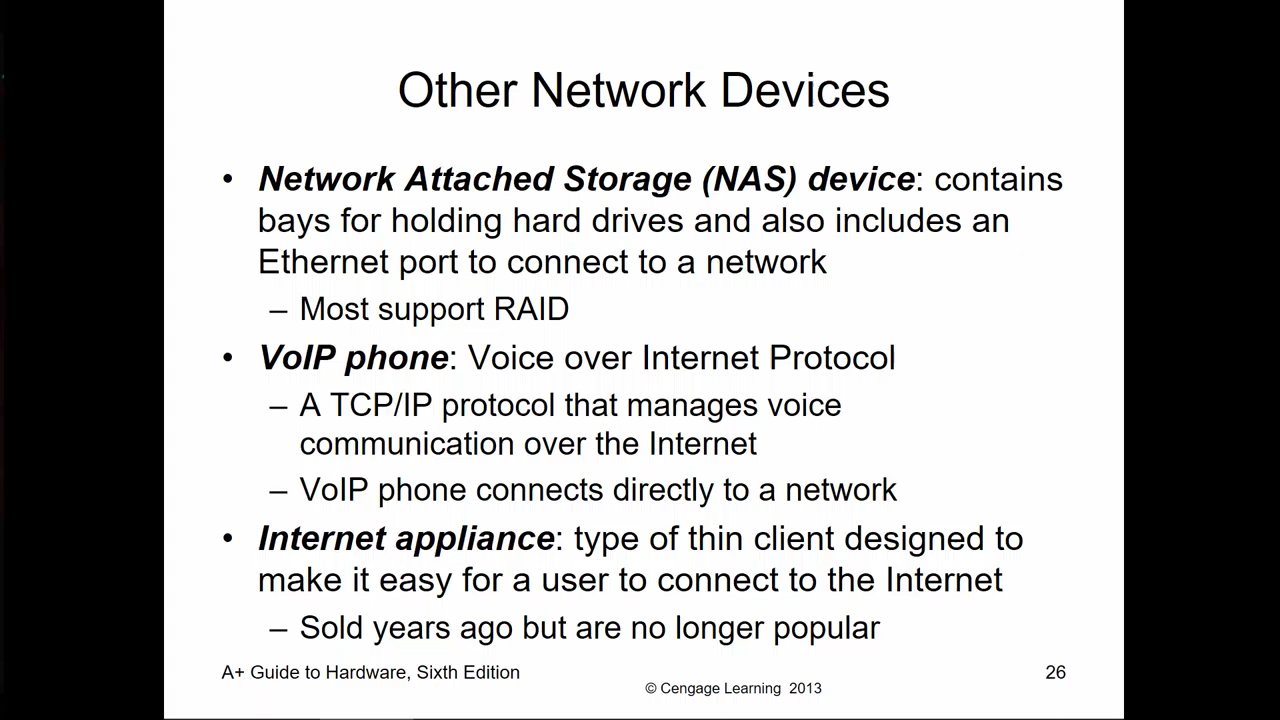 Other Network Devices
• Network Attached Storage (NAS) device: contains
bays for holding hard drives and also includes an
Ethernet port to connect to a network
– Most support RAID
• VoIP phone: Voice over Internet Protocol
– A TCP/IP protocol that manages voice
communication over the Internet
– VoIP phone connects directly to a network
• Internet appliance: type of thin client designed to
make it easy for a user to connect to the Internet
– Sold years ago but are no longer popular
A+ Guide to Hardware, Sixth Edition
26
© Cengage Learning 2013